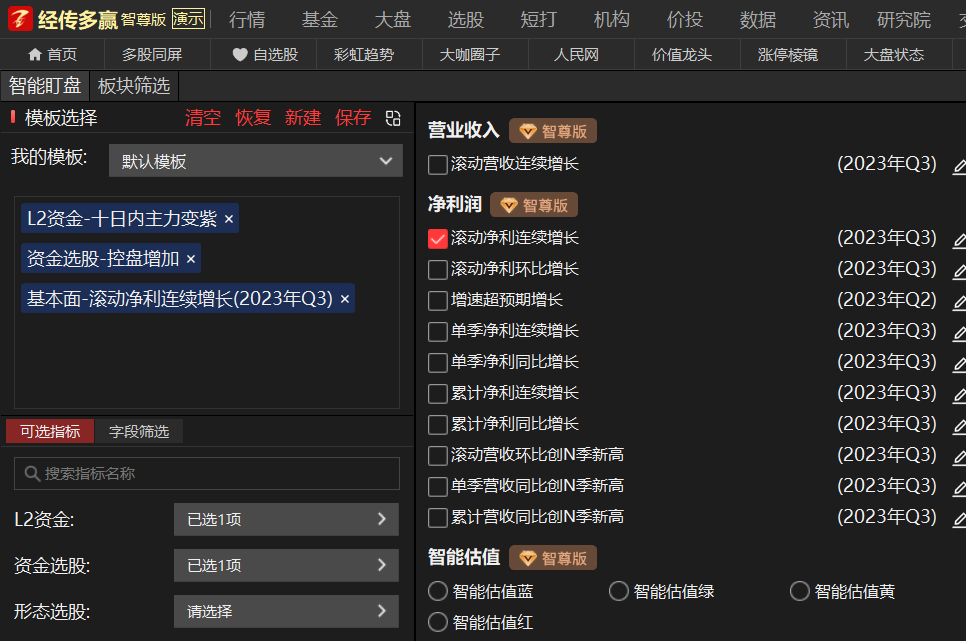 经传多赢 智尊版 演示 行情 基金 大盘 选股 短打 机构 价投 数据 资讯 研究院
首页 多股同屏 自选股 彩虹趋势 大咖圈子 人民网 价值龙头 涨停棱镜 大盘状态
智能盯盘 板块筛选
模板选择 清空 恢复 新建 保存
我的模板: 默认模板
L2资金-十日内主力变紫 ×
资金选股-控盘增加 ×
基本面-滚动净利连续增长(2023年Q3) ×
可选指标 字段筛选
搜索指标名称
L2资金: 已选1项
资金选股: 已选1项
形态选股: 请选择
营业收入 智尊版
滚动营收连续增长 (2023年Q3)
净利润 智尊版
滚动净利连续增长 (2023年Q3)
滚动净利环比增长 (2023年Q3)
增速超预期增长 (2023年Q2)
单季净利连续增长 (2023年Q3)
单季净利同比增长 (2023年Q3)
累计净利连续增长 (2023年Q3)
累计净利同比增长 (2023年Q3)
滚动营收环比创N季新高 (2023年Q3)
单季营收同比创N季新高 (2023年Q3)
累计营收同比创N季新高 (2023年Q3)
智能估值 智尊版
智能估值蓝 智能估值绿 智能估值黄
智能估值红